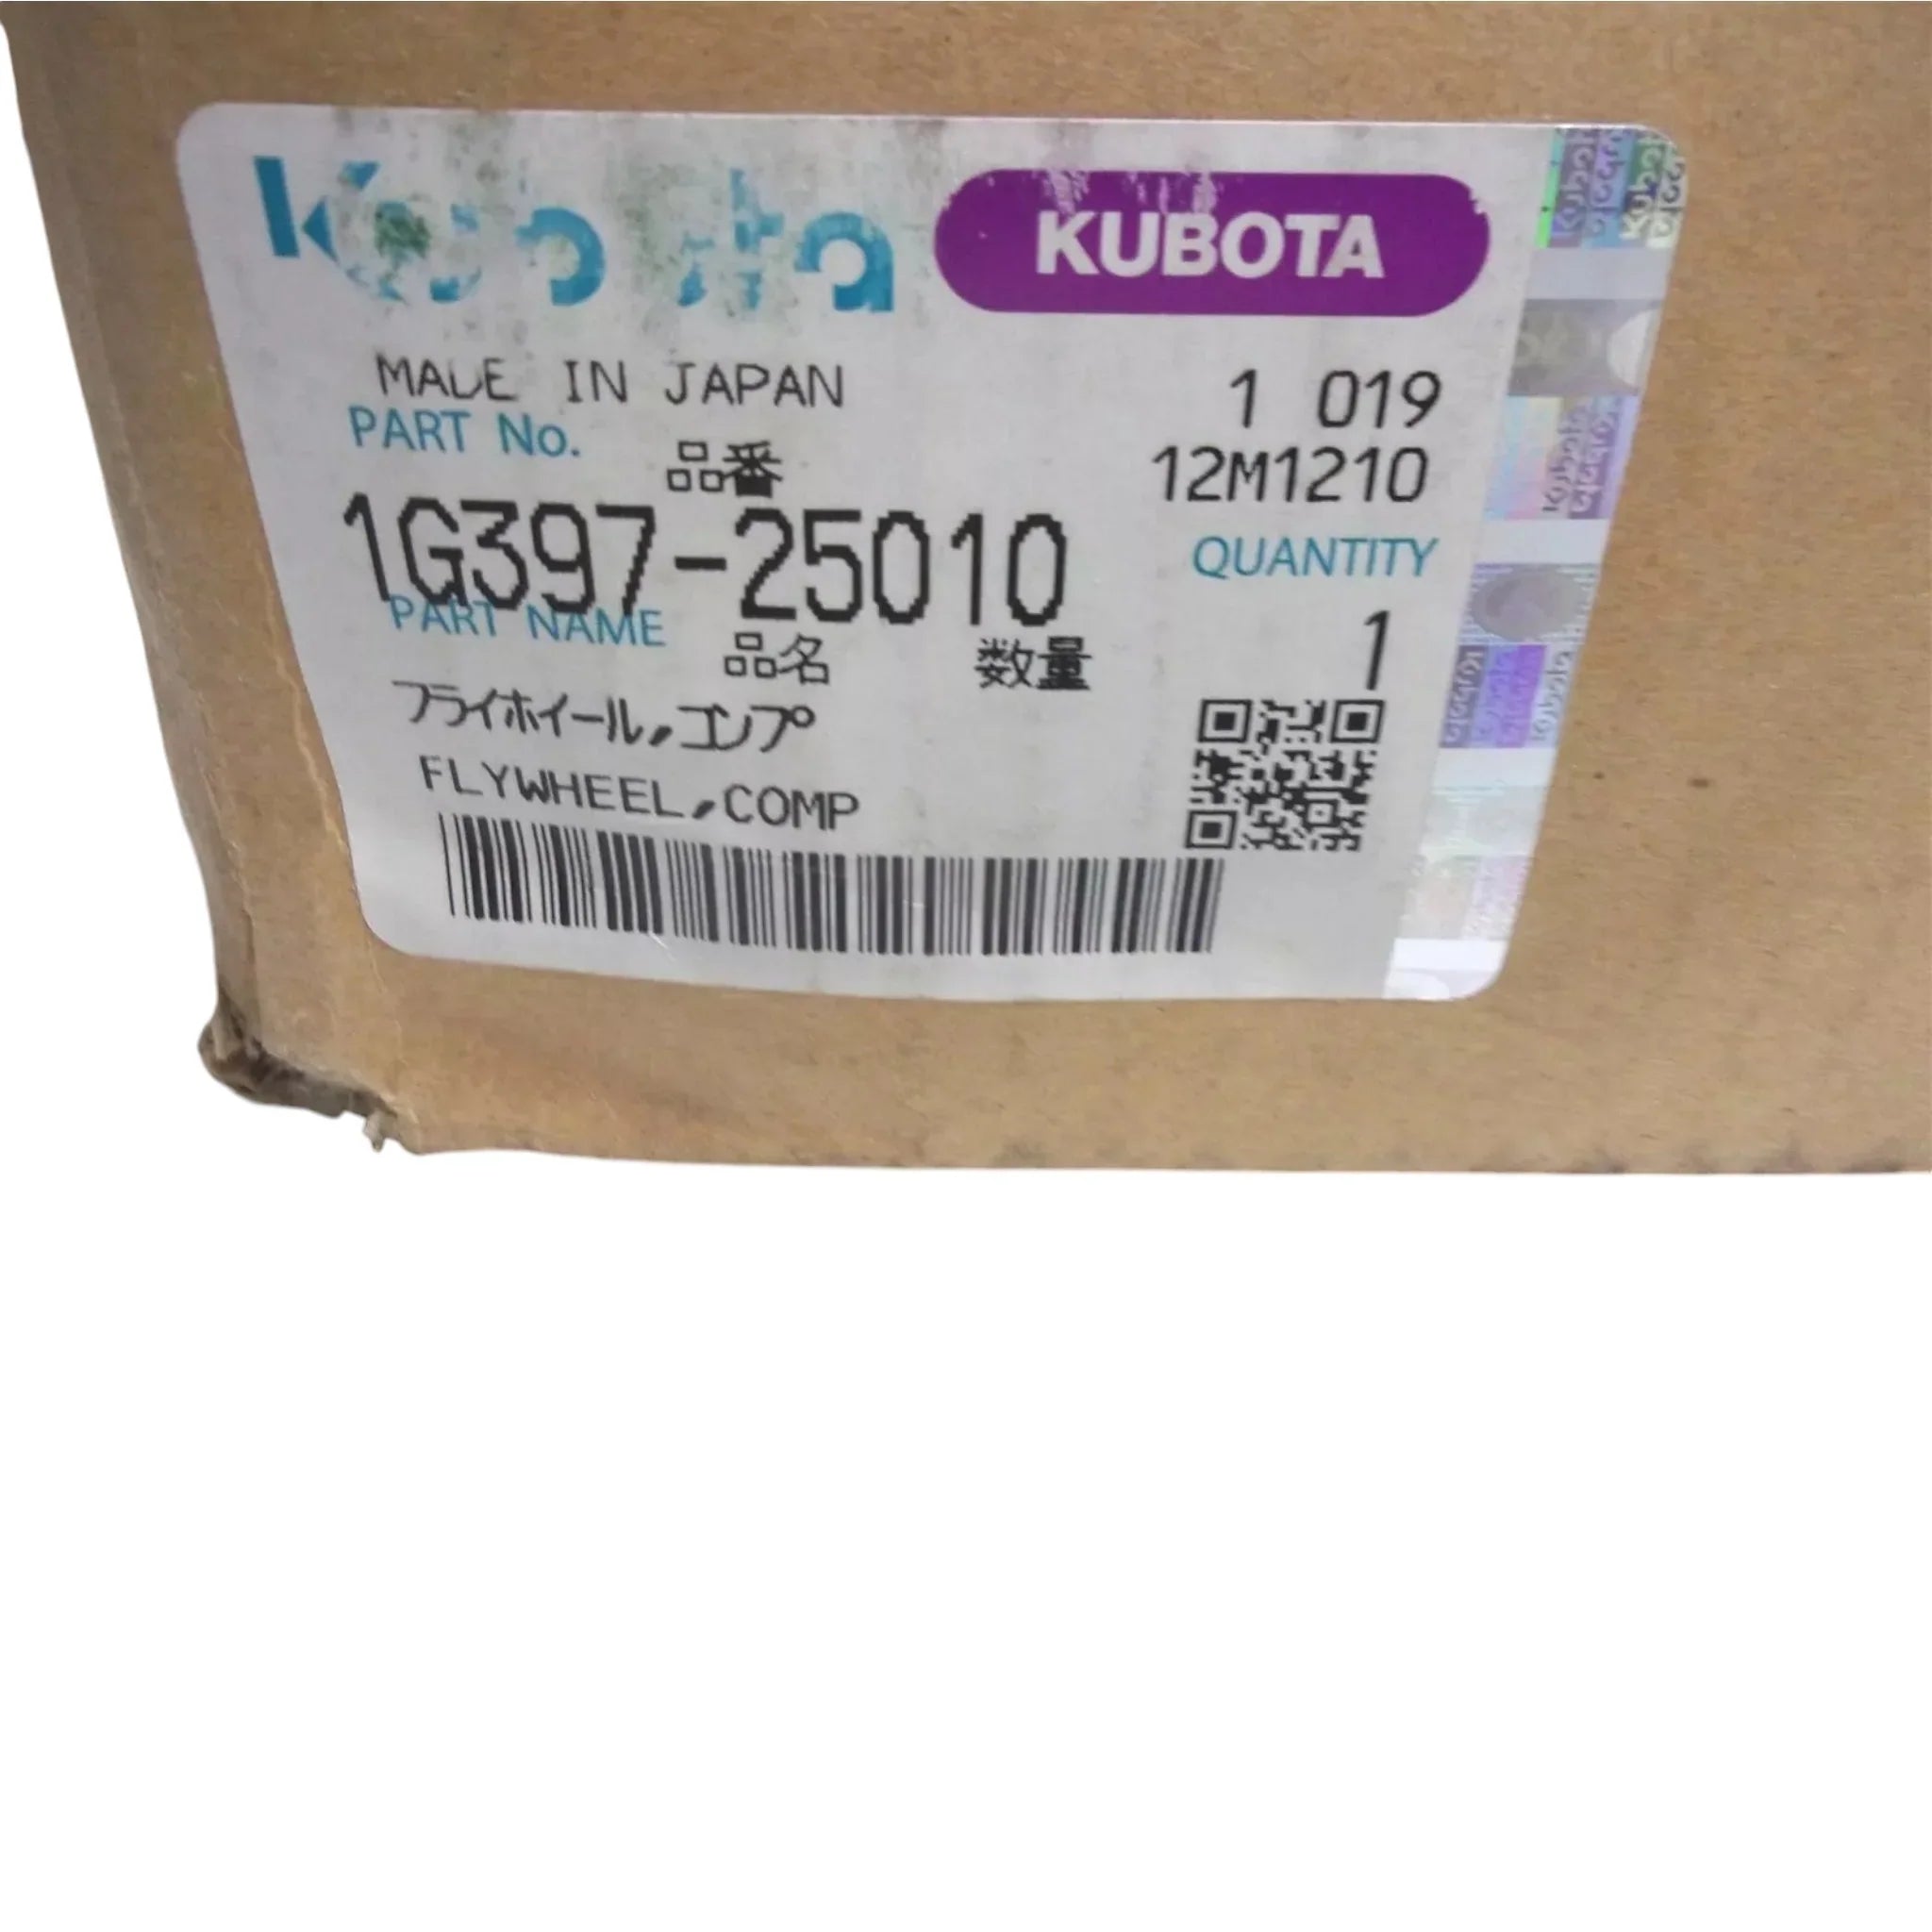 Kubota KUBOTA
MADE IN JAPAN 1 019
PART No. 品番 12M1210
1G397-25010 QUANTITY
PART NAME 品名 数量 1
フライホイール,コンプ
FLYWHEEL,COMP